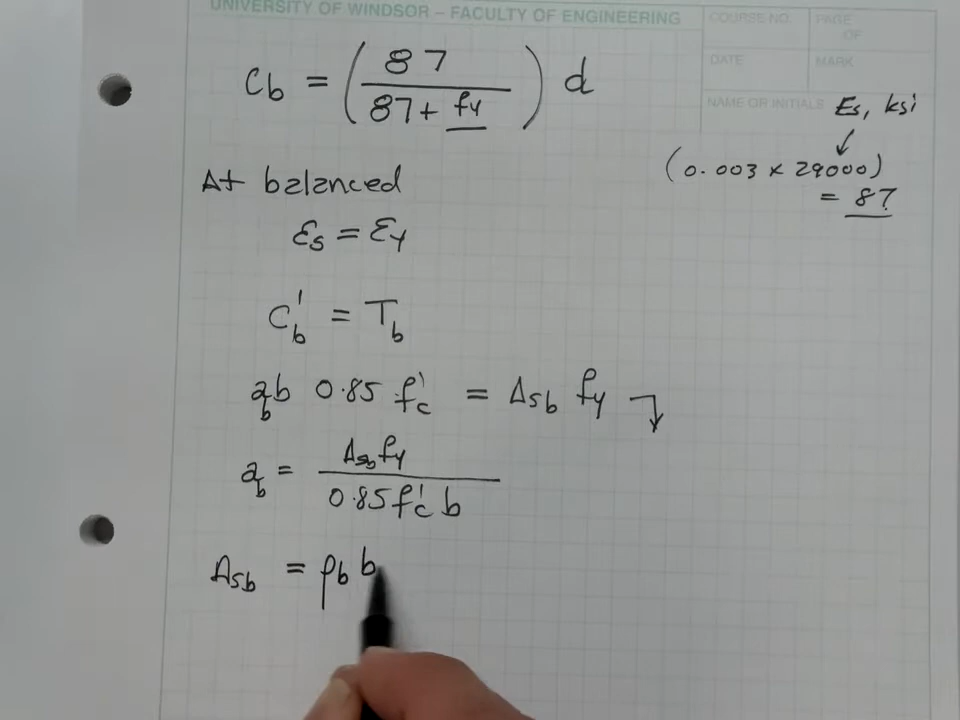 UNIVERSITY OF WINDSOR – FACULTY OF ENGINEERING
COURSE NO.
PAGE
OF
DATE
MARK
NAME OR INITIALS
Cb = ( 87 / 87 + fy ) d
Es, ksi
(0.003 × 29000)
= 87
At balanced
εs = εy
C'b = Tb
ab b 0.85 f'c = Asb fy
ab = Asb fy / 0.85 f'c b
Asb = ρb b